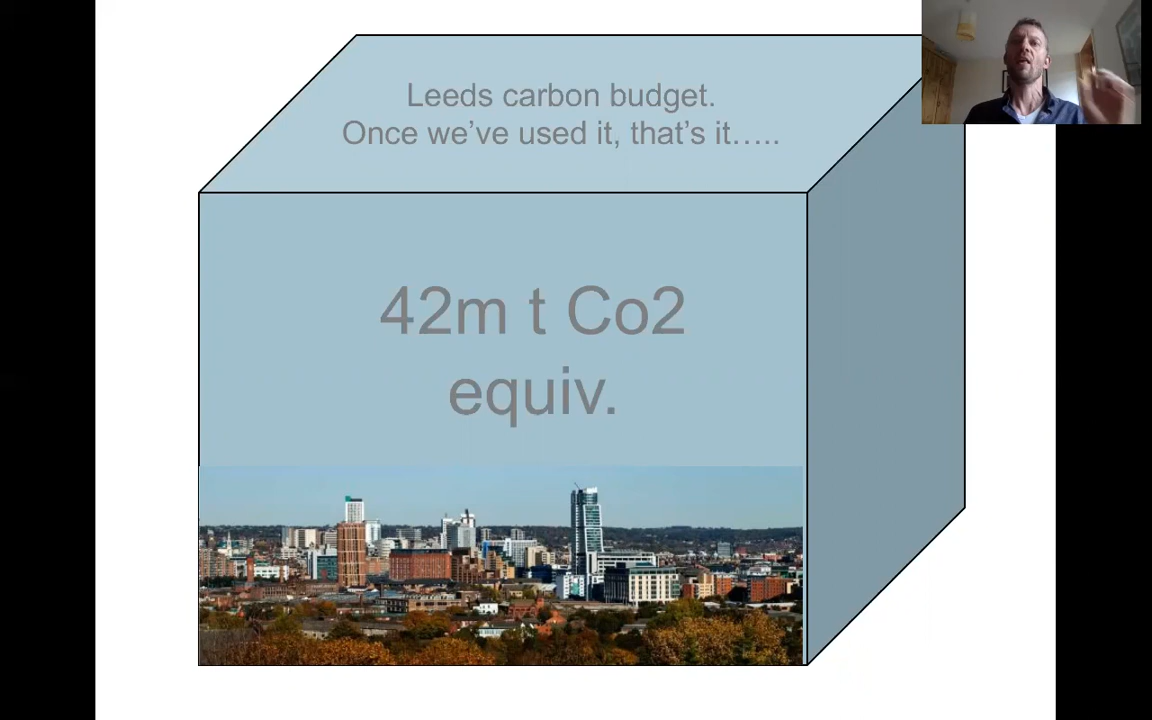 Leeds carbon budget.
Once we’ve used it, that’s it…..
42m t Co2
equiv.